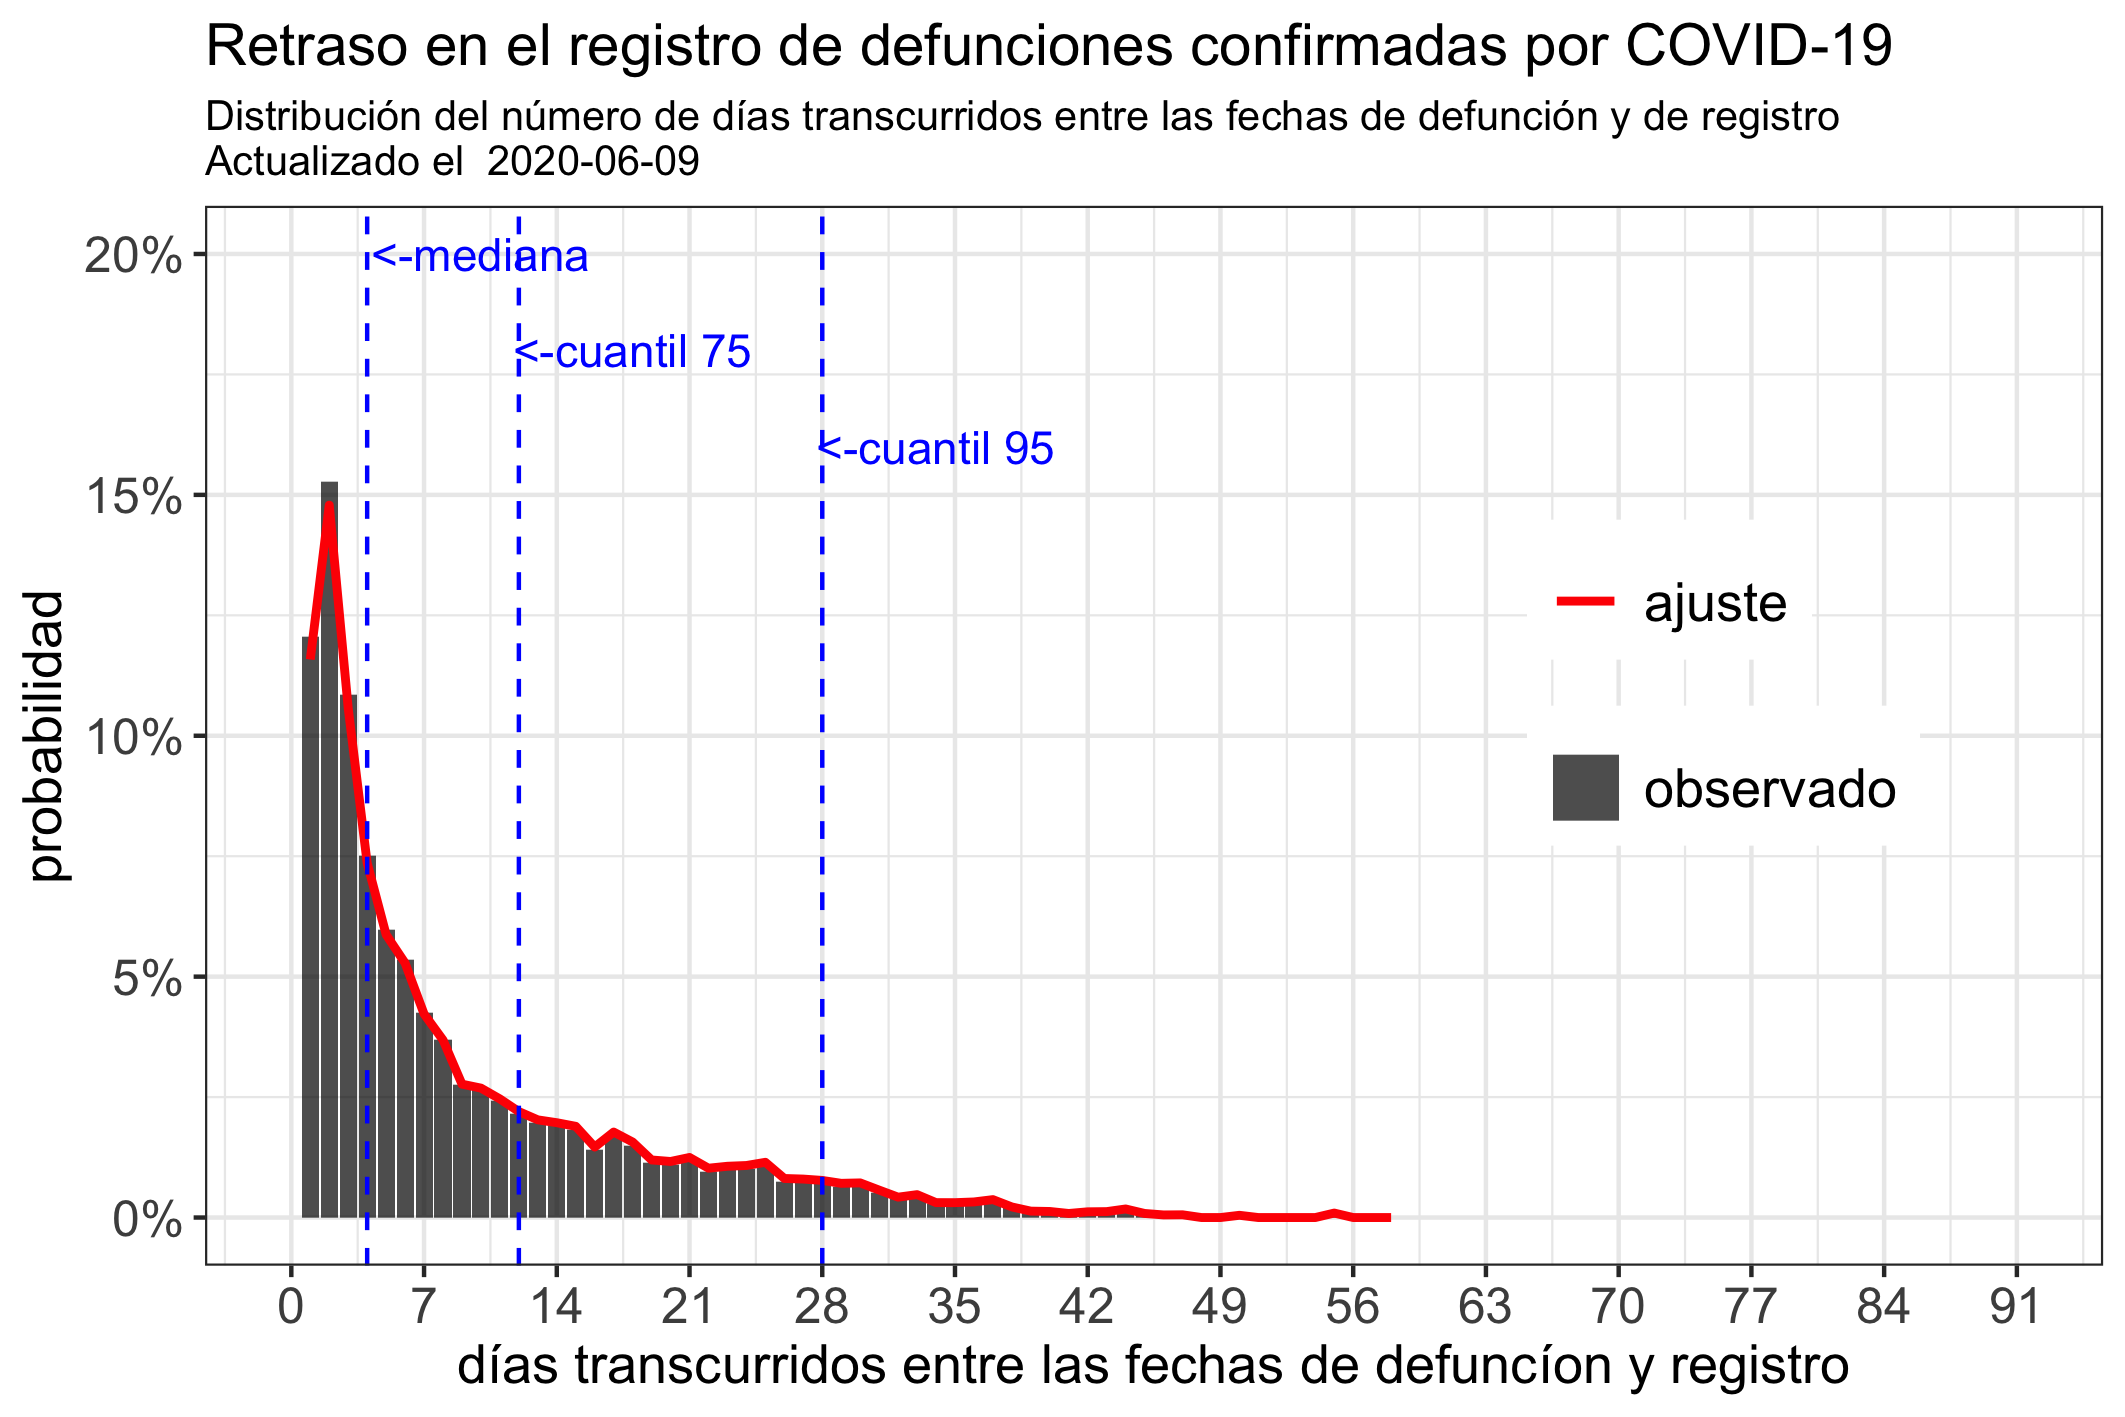 Retraso en el registro de defunciones confirmadas por COVID-19
Distribución del número de días transcurridos entre las fechas de defunción y de registro
Actualizado el  2020-06-09
20%
<-mediana
<-cuantil 75
<-cuantil 95
15%
ajuste
10%
observado
5%
0%
probabilidad
0 7 14 21 28 35 42 49 56 63 70 77 84 91
días transcurridos entre las fechas de defuncíon y registro